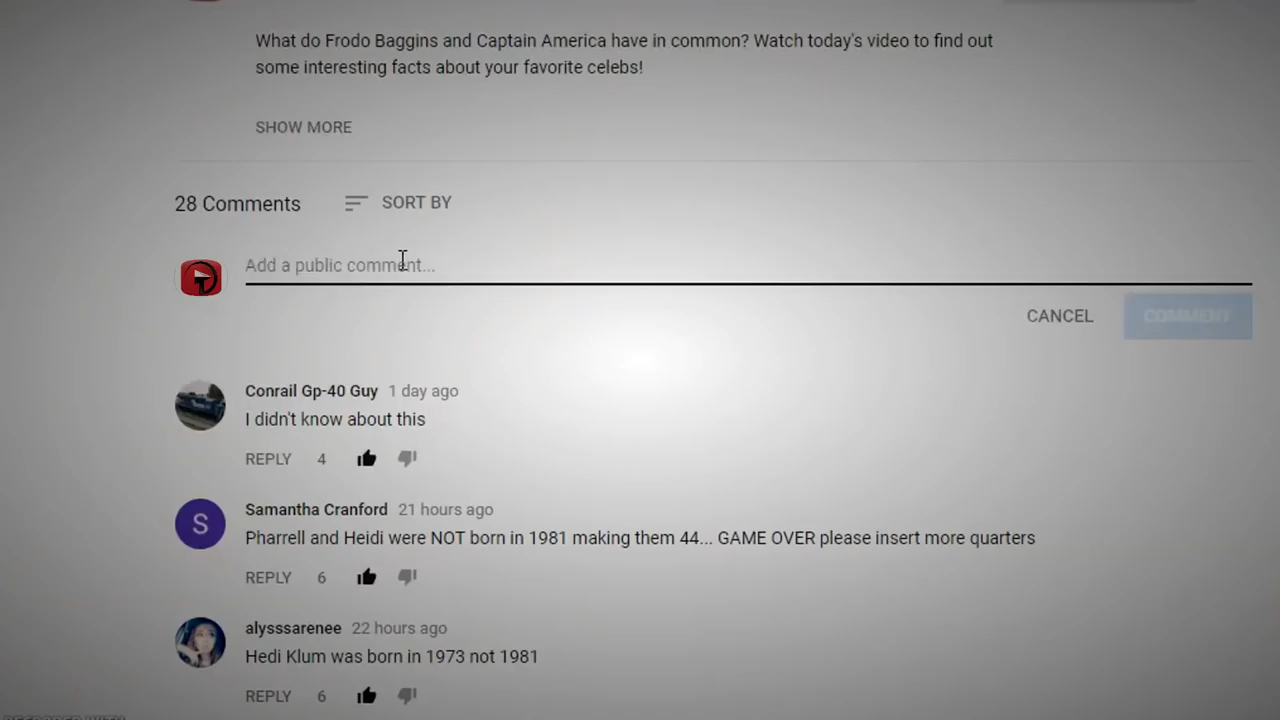 What do Frodo Baggins and Captain America have in common? Watch today's video to find out
some interesting facts about your favorite celebs!
SHOW MORE
28 Comments
SORT BY
Add a public comment...
CANCEL
COMMENT
Conrail Gp-40 Guy 1 day ago
I didn't know about this
REPLY 4
Samantha Cranford 21 hours ago
S
Pharrell and Heidi were NOT born in 1981 making them 44... GAME OVER please insert more quarters
REPLY 6
alysssarenee 22 hours ago
Hedi Klum was born in 1973 not 1981
REPLY 6